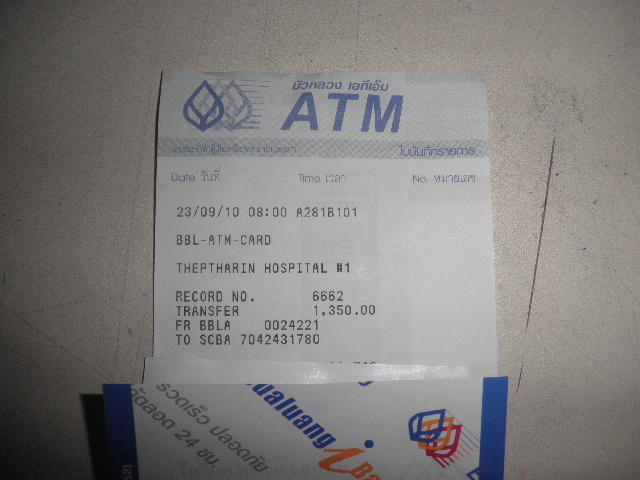 บัวหลวง เอทีเอ็ม
ATM
ใบบันทึกรายการ
Date วันที่ Time เวลา No. หมายเลข
23/09/10 08:00 A281B101
BBL-ATM-CARD
THEPTHARIN HOSPITAL #1
RECORD NO. 6662
TRANSFER 1,350.00
FR BBLA 0024221
TO SCBA 7042431780
รวดเร็ว ปลอดภัย
ตลอด 24 ชม.
ualuang iBa